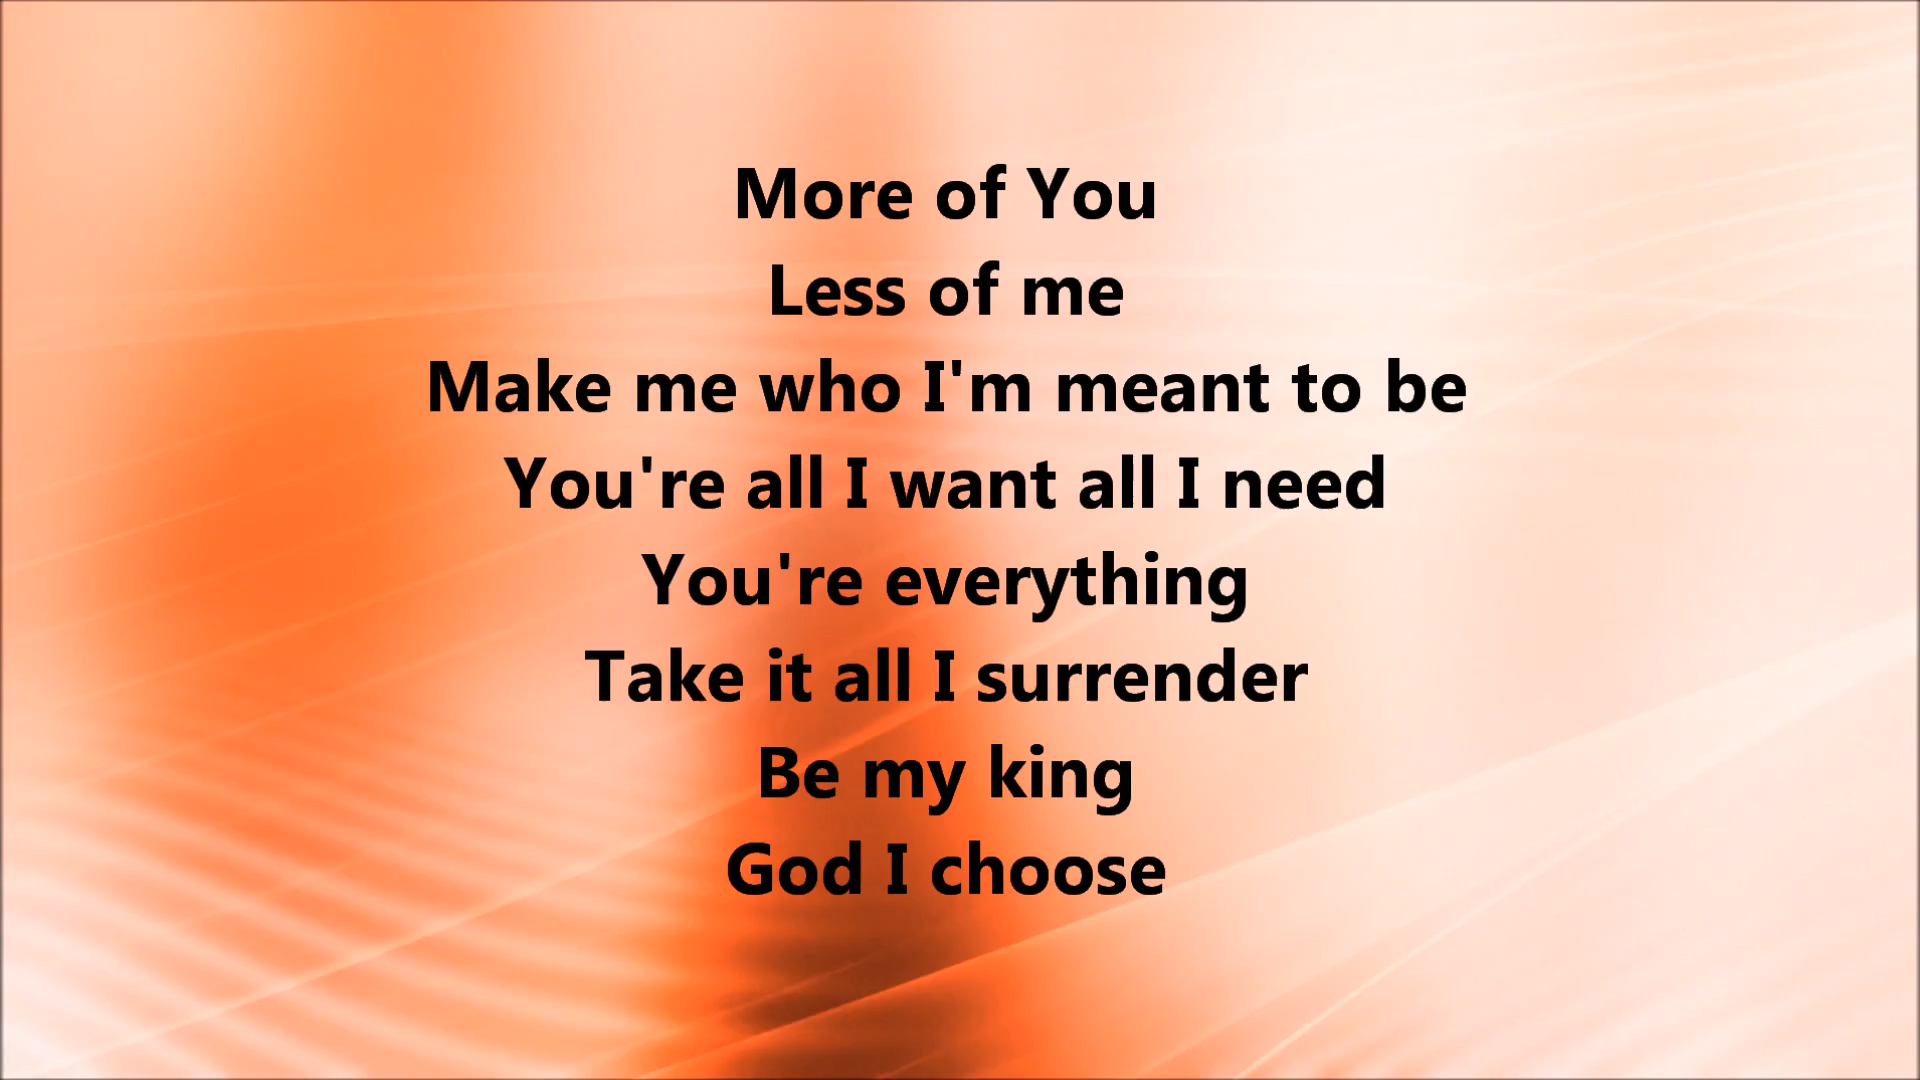 More of You
Less of me
Make me who I'm meant to be
You're all I want all I need
You're everything
Take it all I surrender
Be my king
God I choose